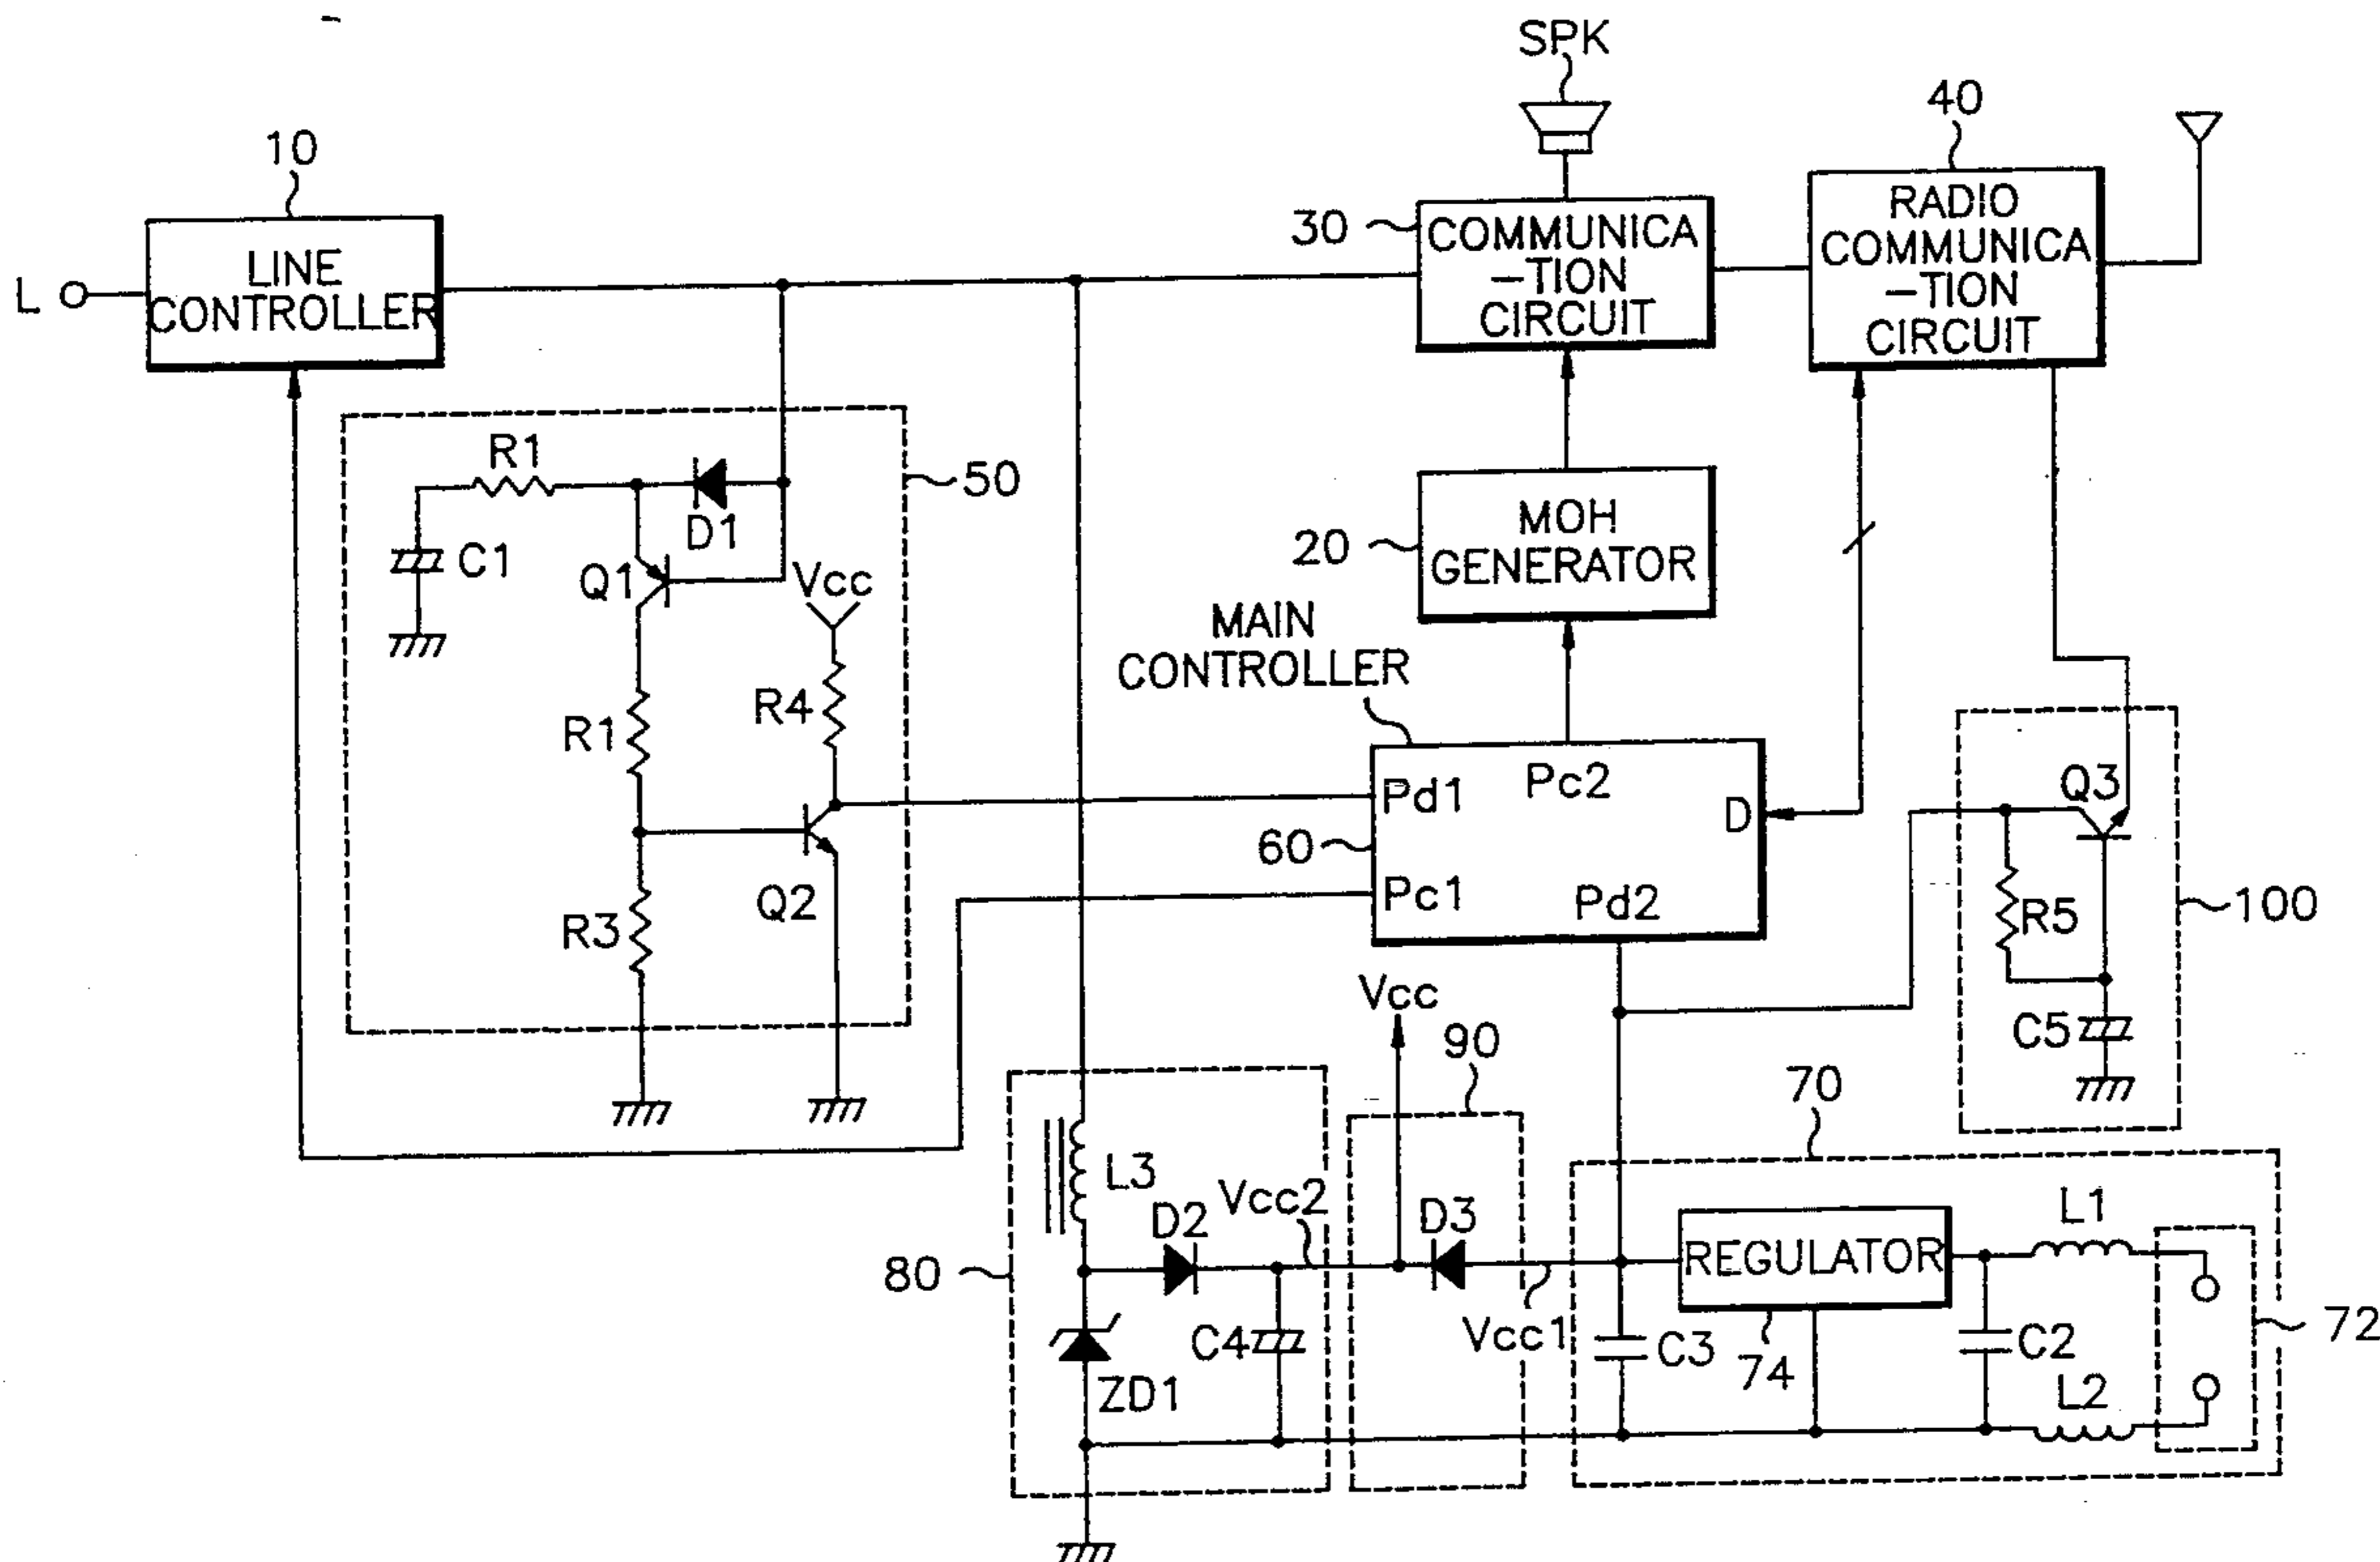 SPK
40
10
L
LINE
CONTROLLER
30
COMMUNICA
-TION
CIRCUIT
RADIO
COMMUNICA
-TION
CIRCUIT
R1
D1
50
C1
Q1
Vcc
20
MOH
GENERATOR
MAIN
CONTROLLER
R1
R4
Pd1
Pc2
D
Q3
60
Pc1
Pd2
R3
Q2
R5
100
Vcc
C5
90
70
L3
D2
Vcc2
D3
REGULATOR
L1
80
C4
Vcc1
C3
74
C2
72
ZD1
L2